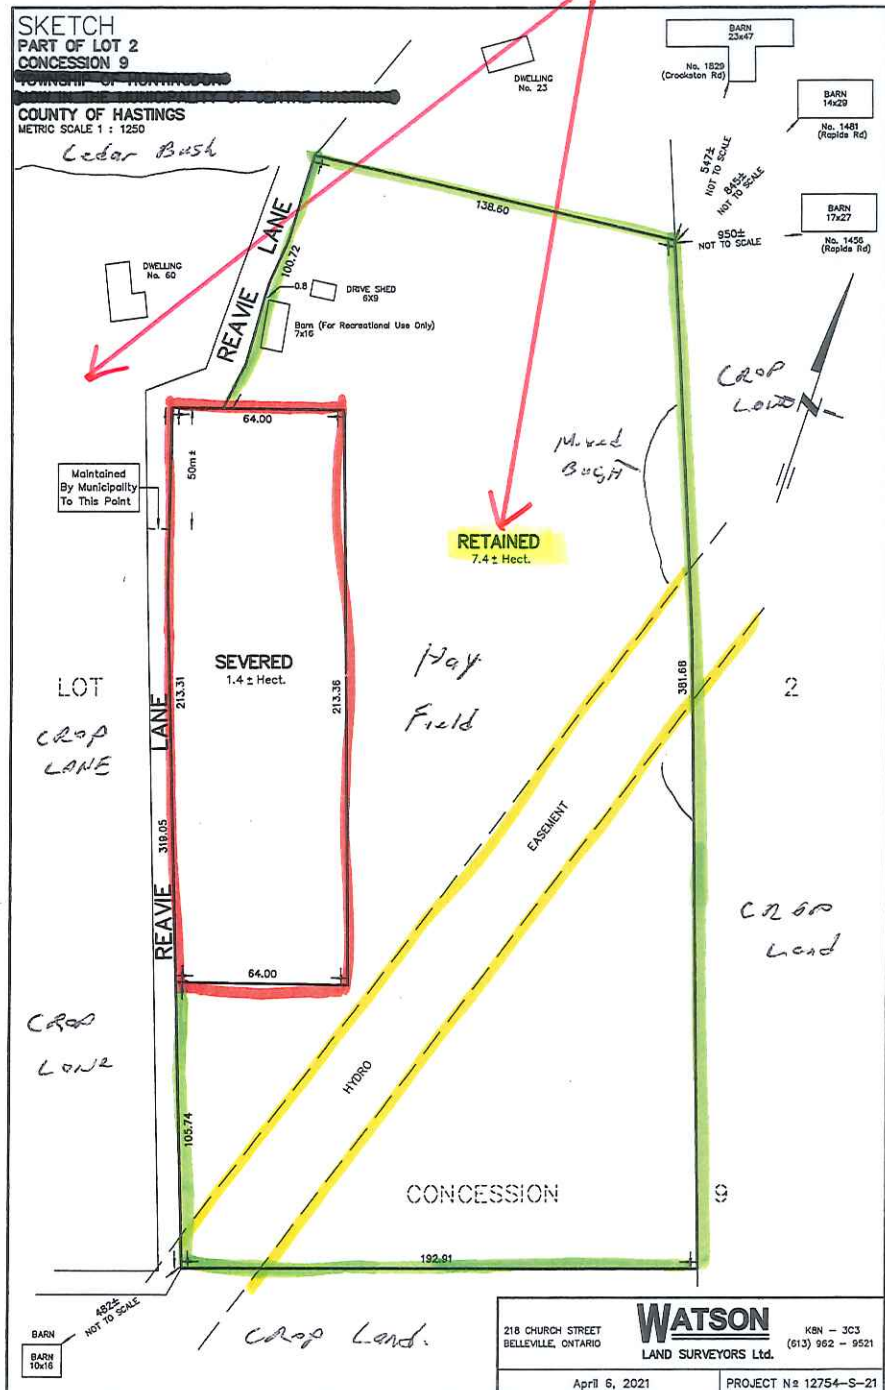 SKETCH
PART OF LOT 2
CONCESSION 9
COUNTY OF HASTINGS
METRIC SCALE 1 : 1250
Cedar Bush
DWELLING
No. 23
BARN
23x47
No. 1829
(Crookston Rd)
BARN
14x29
No. 1481
(Rapids Rd)
547±
NOT TO SCALE
845±
NOT TO SCALE
BARN
17x27
No. 1456
(Rapids Rd)
950±
NOT TO SCALE
138.60
REAVIE LANE
100.72
DWELLING
No. 60
0.8
DRIVE SHED
6X9
Barn (For Recreational Use Only)
7x16
CROP
N
Mixed
BUSH
64.00
50m±
Maintained
By Municipality
To This Point
RETAINED
7.4± Hect.
SEVERED
1.4± Hect.
Hay
Field
213.31
213.36
381.68
LOT
2
CROP
LANE
REAVIE LANE
319.05
EASEMENT
HYDRO
CROP
Land
64.00
CROP
105.74
CONCESSION
9
192.91
482±
NOT TO SCALE
BARN
BARN
10x16
Crop Land.
218 CHURCH STREET
BELLEVILLE, ONTARIO
WATSON
LAND SURVEYORS Ltd.
K8N - 3C3
(613) 962 - 9521
April 6, 2021
PROJECT No 12754-S-21